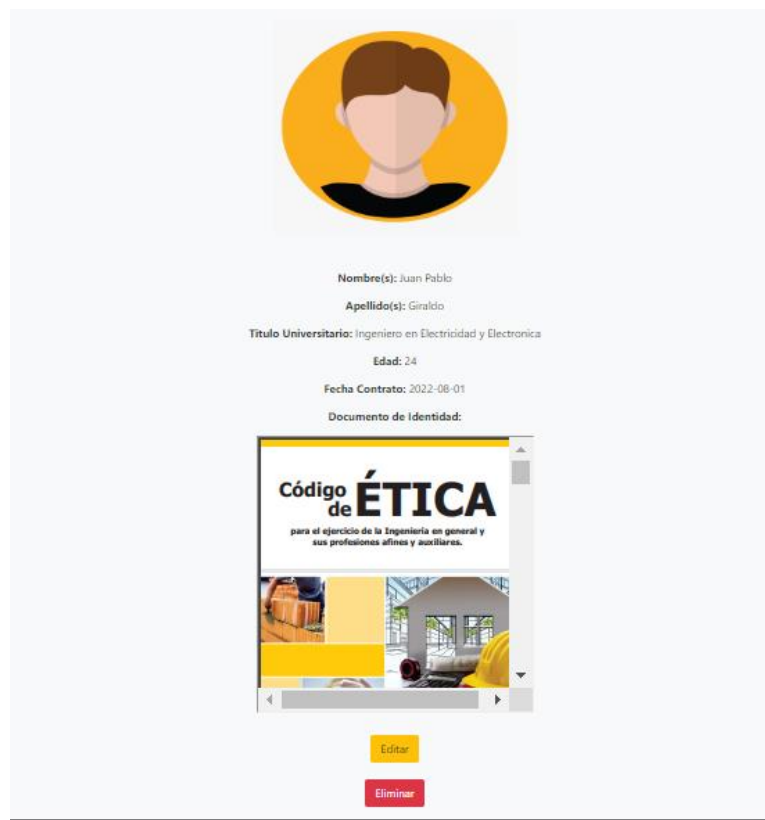 Nombre(s): Juan Pablo
Apellido(s): Giraldo
Titulo Universitario: Ingeniero en Electricidad y Electronica
Edad: 24
Fecha Contrato: 2022-08-01
Documento de Identidad:
Código
de ÉTICA
para el ejercicio de la Ingeniería en general y
sus profesiones afines y auxiliares.
Editar
Eliminar